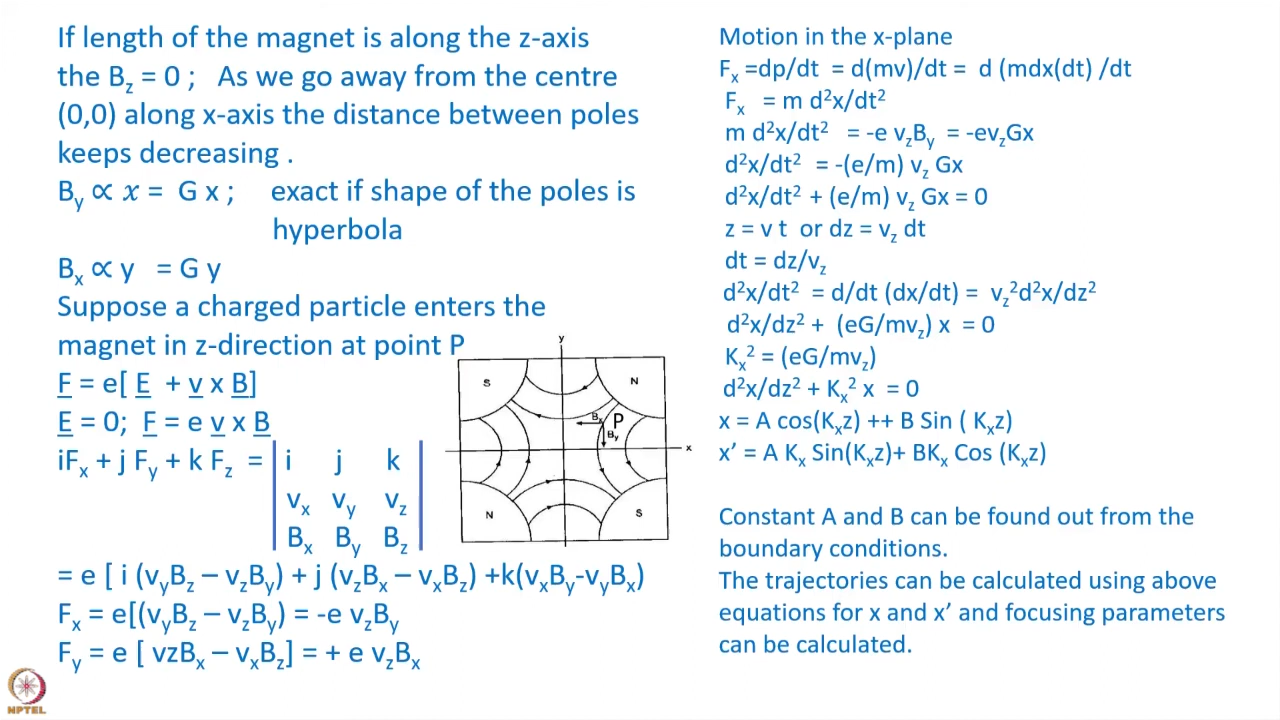 If length of the magnet is along the z-axis
the Bz = 0 ;   As we go away from the centre
(0,0) along x-axis the distance between poles
keeps decreasing .
By ∝ x =  G x ;     exact if shape of the poles is
hyperbola
Bx ∝ y   = G y
Suppose a charged particle enters the
magnet in z-direction at point P
F = e[ E  + v x B]
E = 0;  F = e v x B
iFx + j Fy + k Fz  =  | i  j  k |
| vx  vy  vz |
| Bx  By  Bz |
= e [ i (vyBz – vzBy) + j (vzBx – vxBz) +k(vxBy-vyBx)
Fx = e[(vyBz – vzBy) = -e vzBy
Fy = e [ vzBx – vxBz] = + e vzBx
y
S
N
Bx
P
By
x
N
S
Motion in the x-plane
Fx =dp/dt  = d(mv)/dt =  d (mdx(dt) /dt
Fx   = m d²x/dt²
m d²x/dt²   = -e vzBy  = -evzGx
d²x/dt²  = -(e/m) vz Gx
d²x/dt² + (e/m) vz Gx = 0
z = v t  or dz = vz dt
dt = dz/vz
d²x/dt²  = d/dt (dx/dt) =  vz²d²x/dz²
d²x/dz² +  (eG/mvz) x  = 0
Kx² = (eG/mvz)
d²x/dz² + Kx² x  = 0
x = A cos(Kxz) ++ B Sin ( Kxz)
x’ = A Kx Sin(Kxz)+ BKx Cos (Kxz)
Constant A and B can be found out from the
boundary conditions.
The trajectories can be calculated using above
equations for x and x’ and focusing parameters
can be calculated.
NPTEL